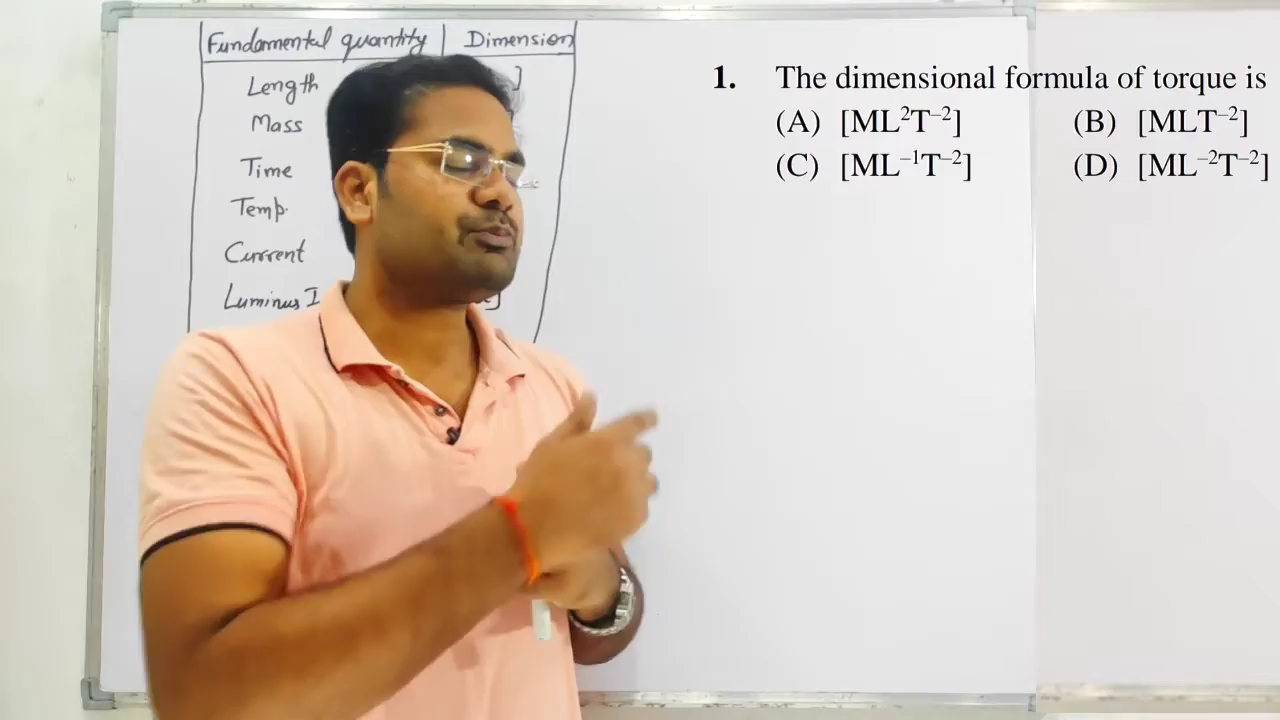 Fundamental quantity Dimension
Length ]
Mass
Time
Temp.
Current
Luminus I ]
1. The dimensional formula of torque is
(A) [ML²T⁻²] (B) [MLT⁻²]
(C) [ML⁻¹T⁻²] (D) [ML⁻²T⁻²]